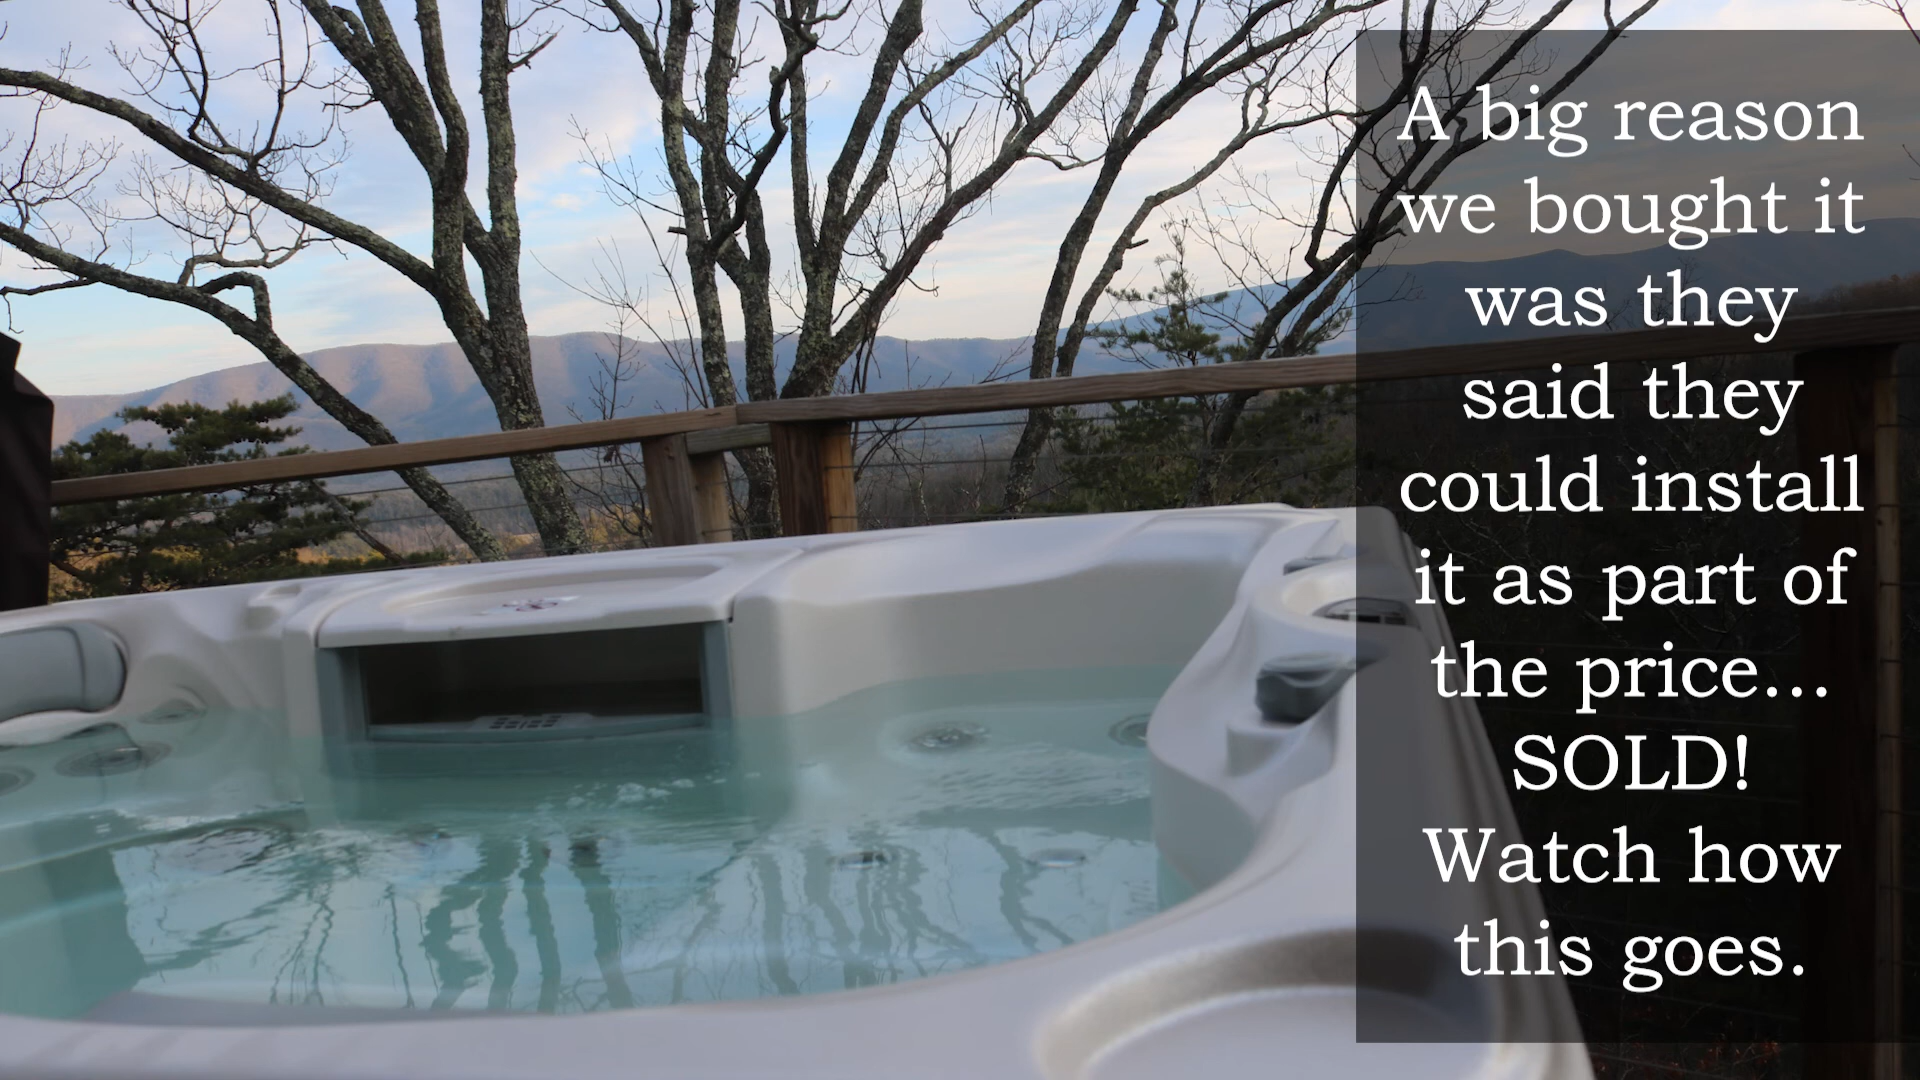 A big reason
we bought it
was they
said they
could install
it as part of
the price...
SOLD!
Watch how
this goes.